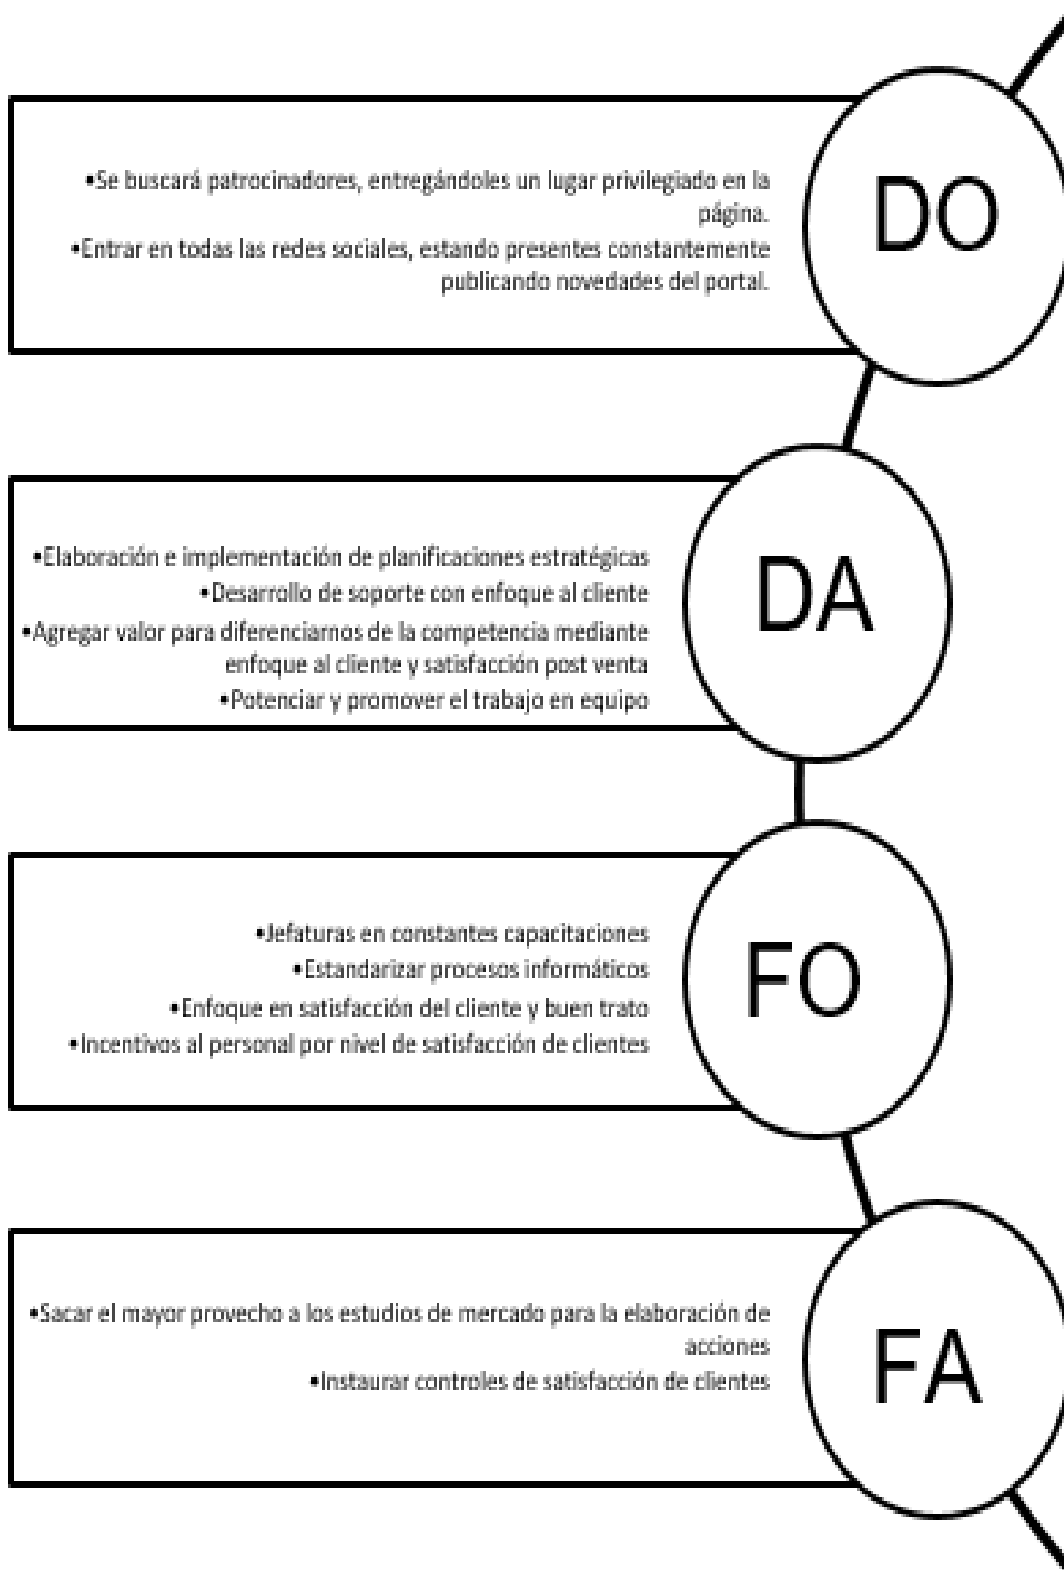 •Se buscará patrocinadores, entregándoles un lugar privilegiado en la
página.
•Entrar en todas las redes sociales, estando presentes constantemente
publicando novedades del portal.
DO
•Elaboración e implementación de planificaciones estratégicas
•Desarrollo de soporte con enfoque al cliente
•Agregar valor para diferenciarnos de la competencia mediante
enfoque al cliente y satisfacción post venta
•Potenciar y promover el trabajo en equipo
DA
•Jefaturas en constantes capacitaciones
•Estandarizar procesos informáticos
•Enfoque en satisfacción del cliente y buen trato
•Incentivos al personal por nivel de satisfacción de clientes
FO
•Sacar el mayor provecho a los estudios de mercado para la elaboración de
acciones
•Instaurar controles de satisfacción de clientes
FA